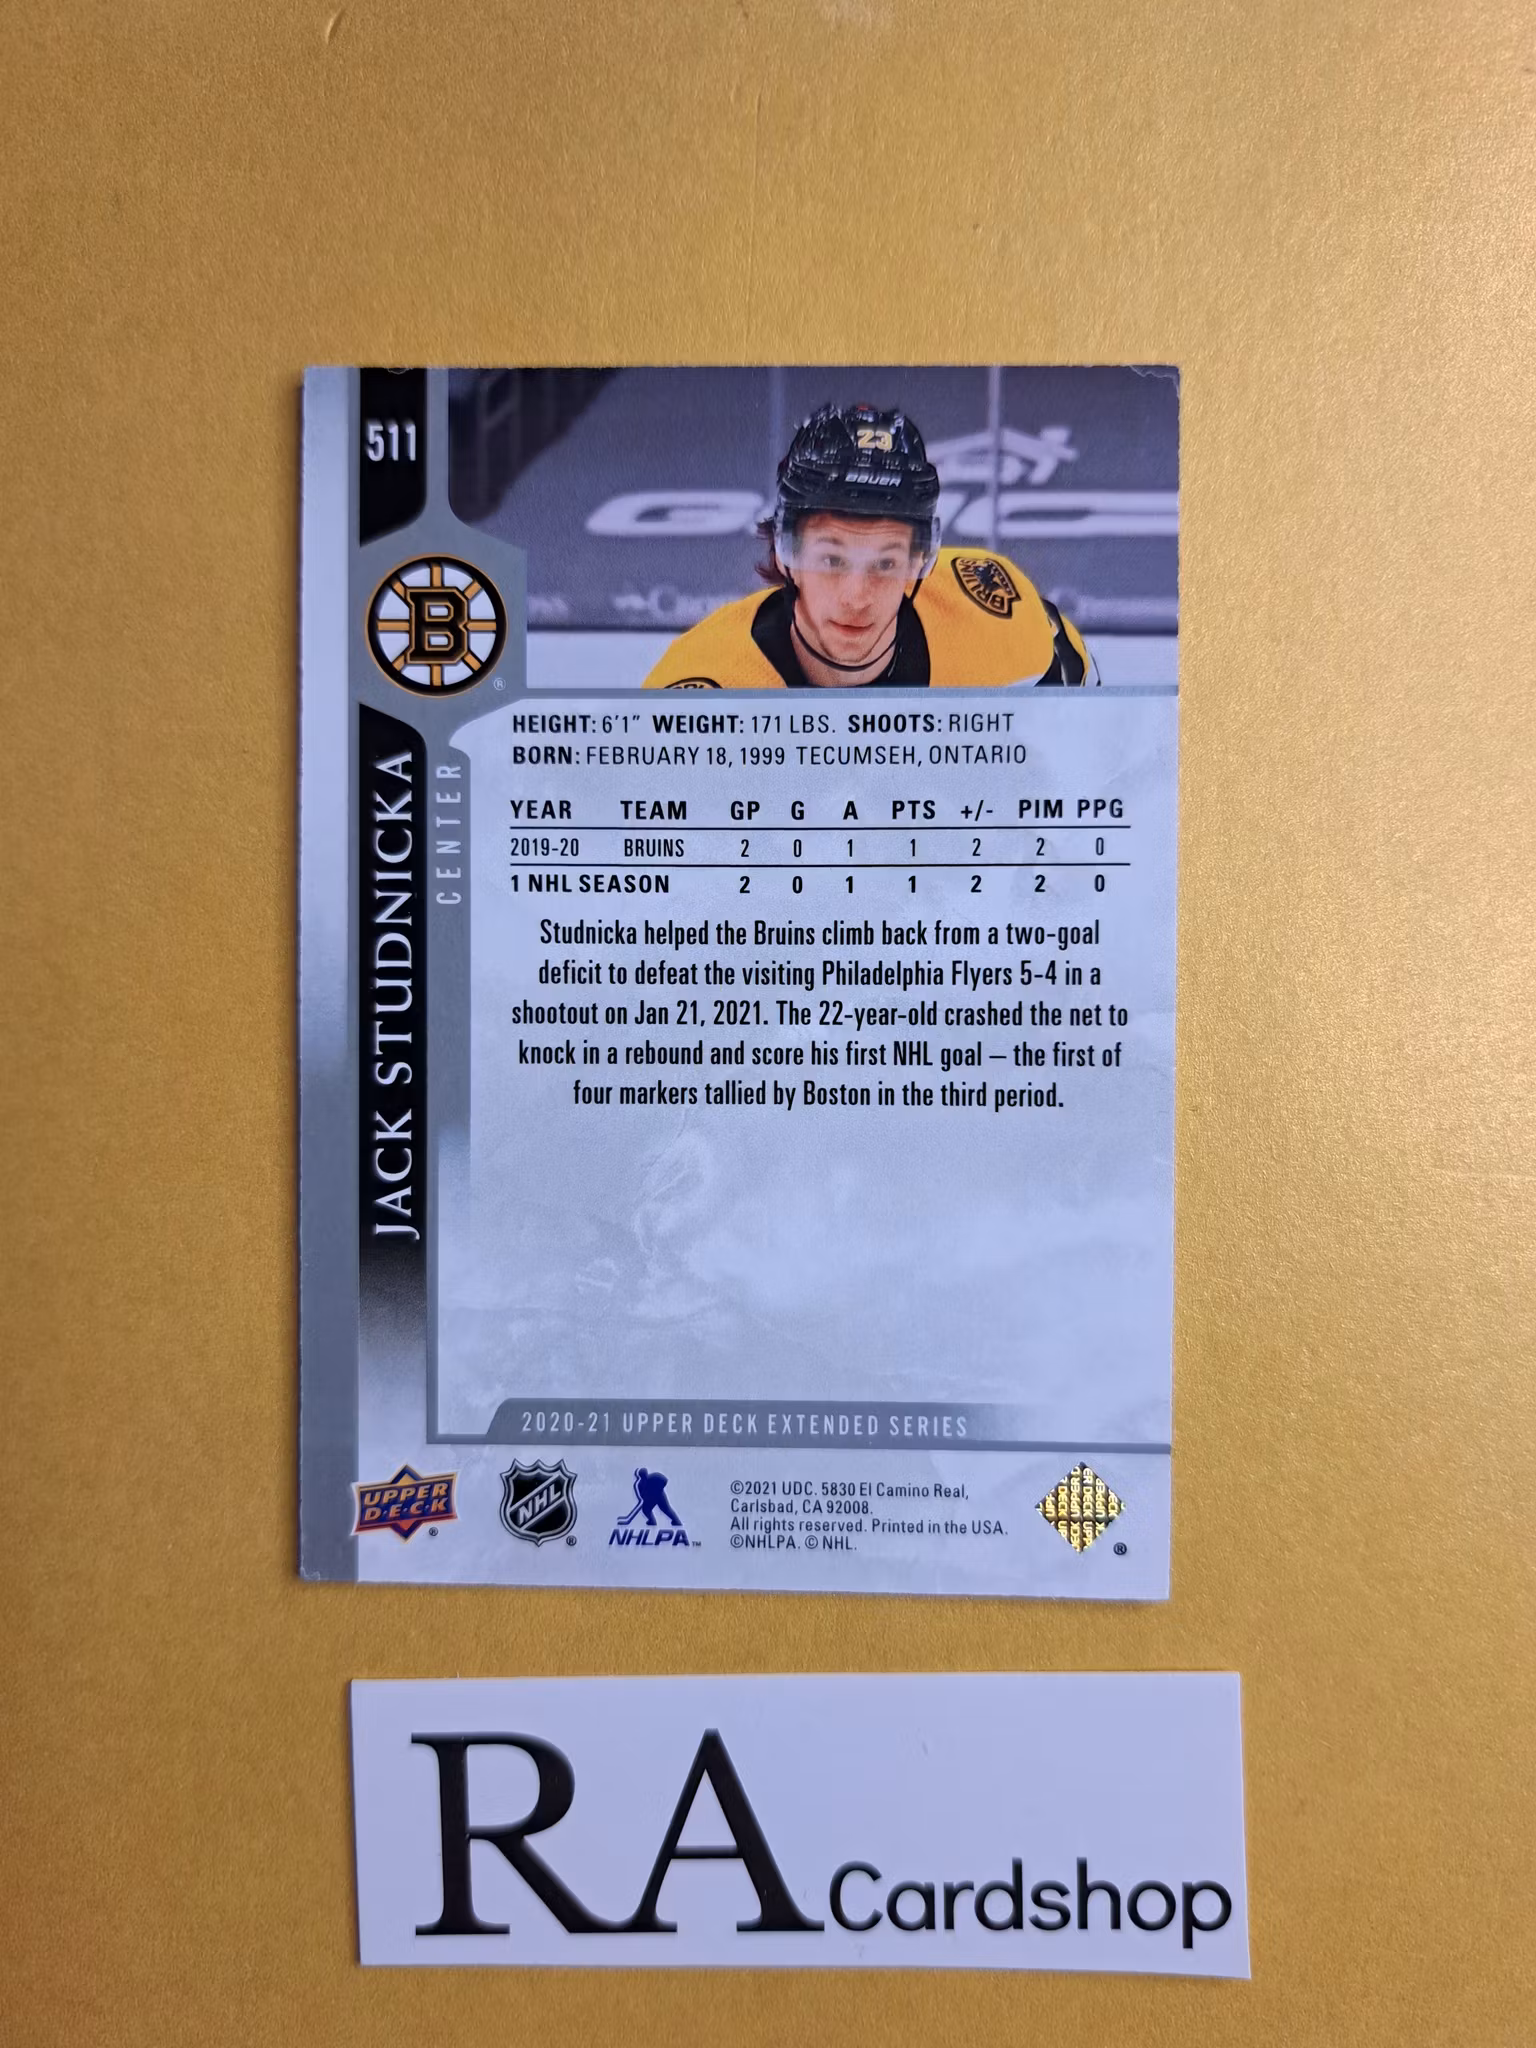 511
23
BAUER
BRUINS
B
®
JACK STUDNICKA
CENTER
HEIGHT: 6'1" WEIGHT: 171 LBS. SHOOTS: RIGHT
BORN: FEBRUARY 18, 1999 TECUMSEH, ONTARIO
YEAR TEAM GP G A PTS +/- PIM PPG
2019-20 BRUINS 2 0 1 1 2 2 0
1 NHL SEASON 2 0 1 1 2 2 0
Studnicka helped the Bruins climb back from a two-goal
deficit to defeat the visiting Philadelphia Flyers 5-4 in a
shootout on Jan 21, 2021. The 22-year-old crashed the net to
knock in a rebound and score his first NHL goal – the first of
four markers tallied by Boston in the third period.
2020-21 UPPER DECK EXTENDED SERIES
UPPER
D·E·C·K
®
NHL
®
NHLPA™
©2021 UDC. 5830 El Camino Real,
Carlsbad, CA 92008.
All rights reserved. Printed in the USA.
©NHLPA. © NHL.
®
RA Cardshop